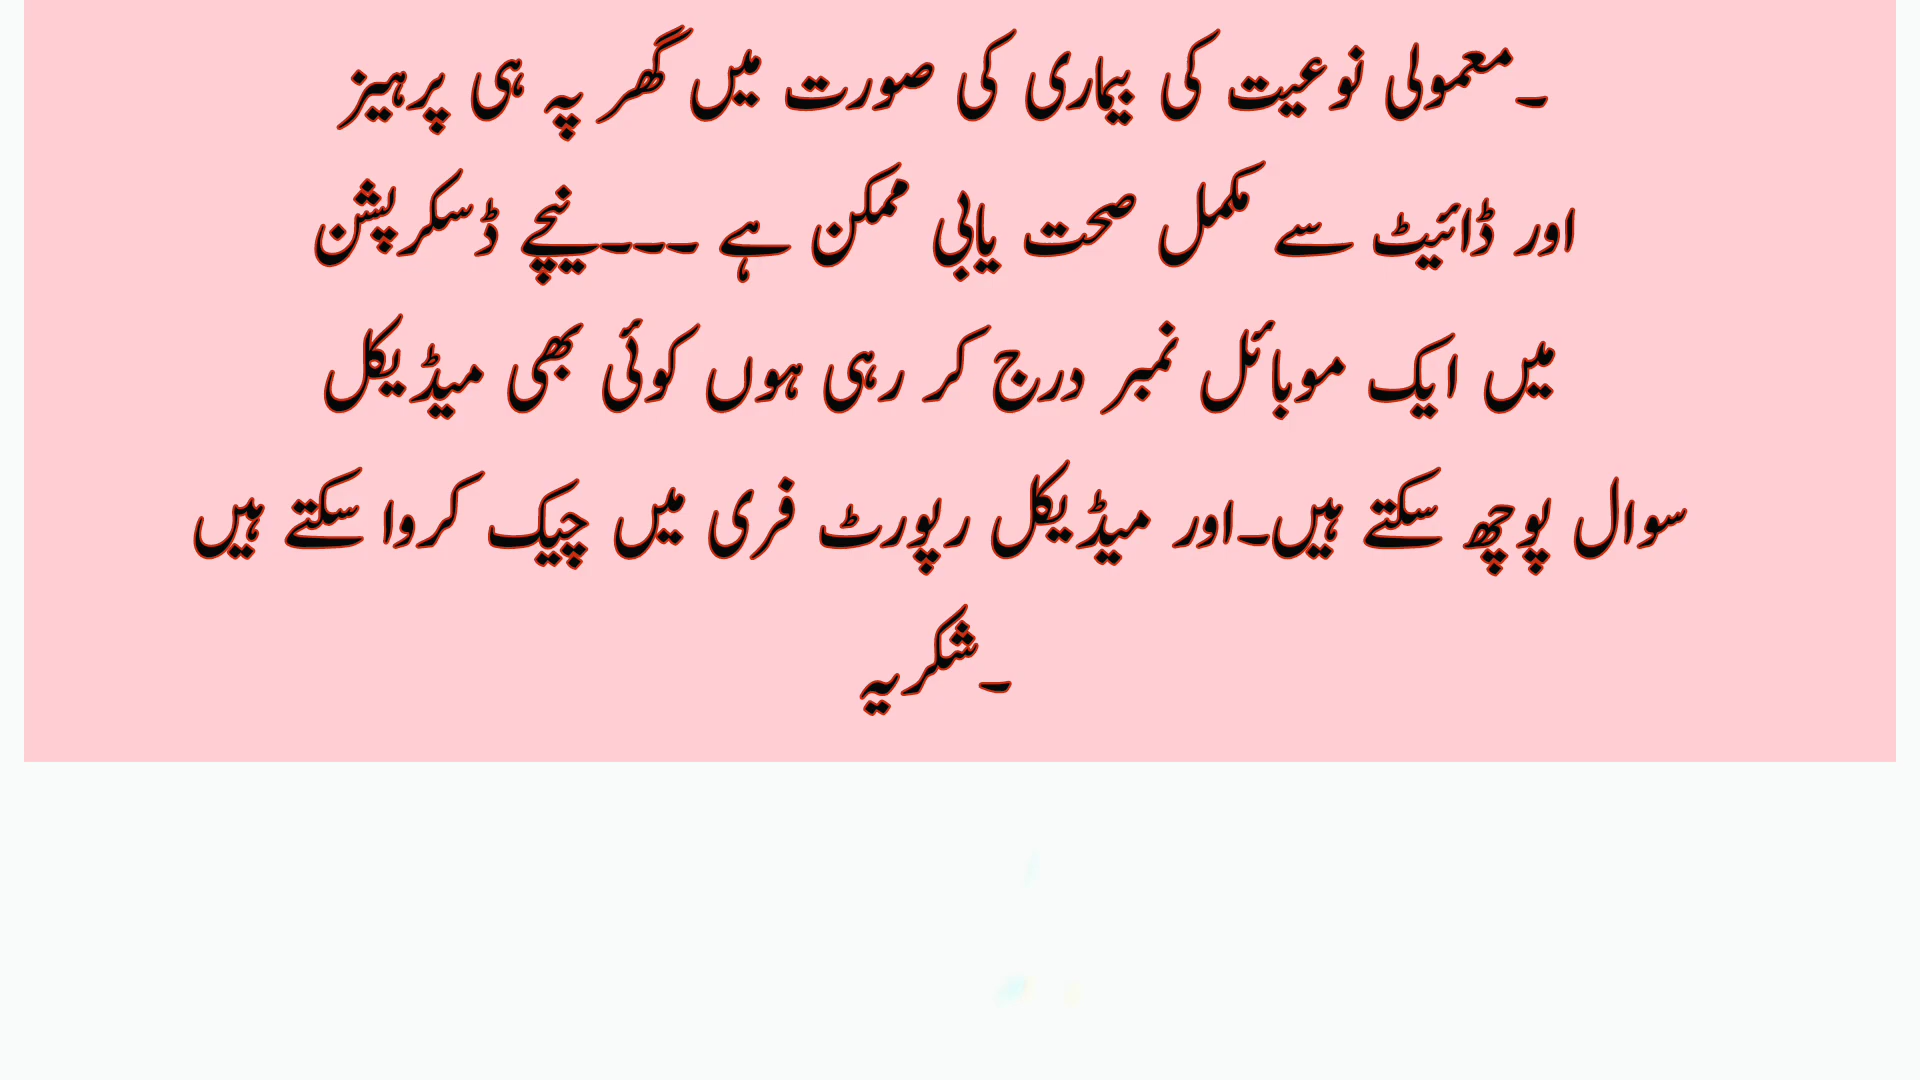 ۔معمولی نوعیت کی بیماری کی صورت میں گھر پہ ہی پرہیز
اور ڈائیٹ سے مکمل صحت یابی ممکن ہے ۔۔۔نیچے ڈسکرپشن
میں ایک موبائل نمبر درج کر رہی ہوں کوئی بھی میڈیکل
سوال پوچھ سکتے ہیں۔اور میڈیکل رپورٹ فری میں چیک کروا سکتے ہیں
۔شکریہ